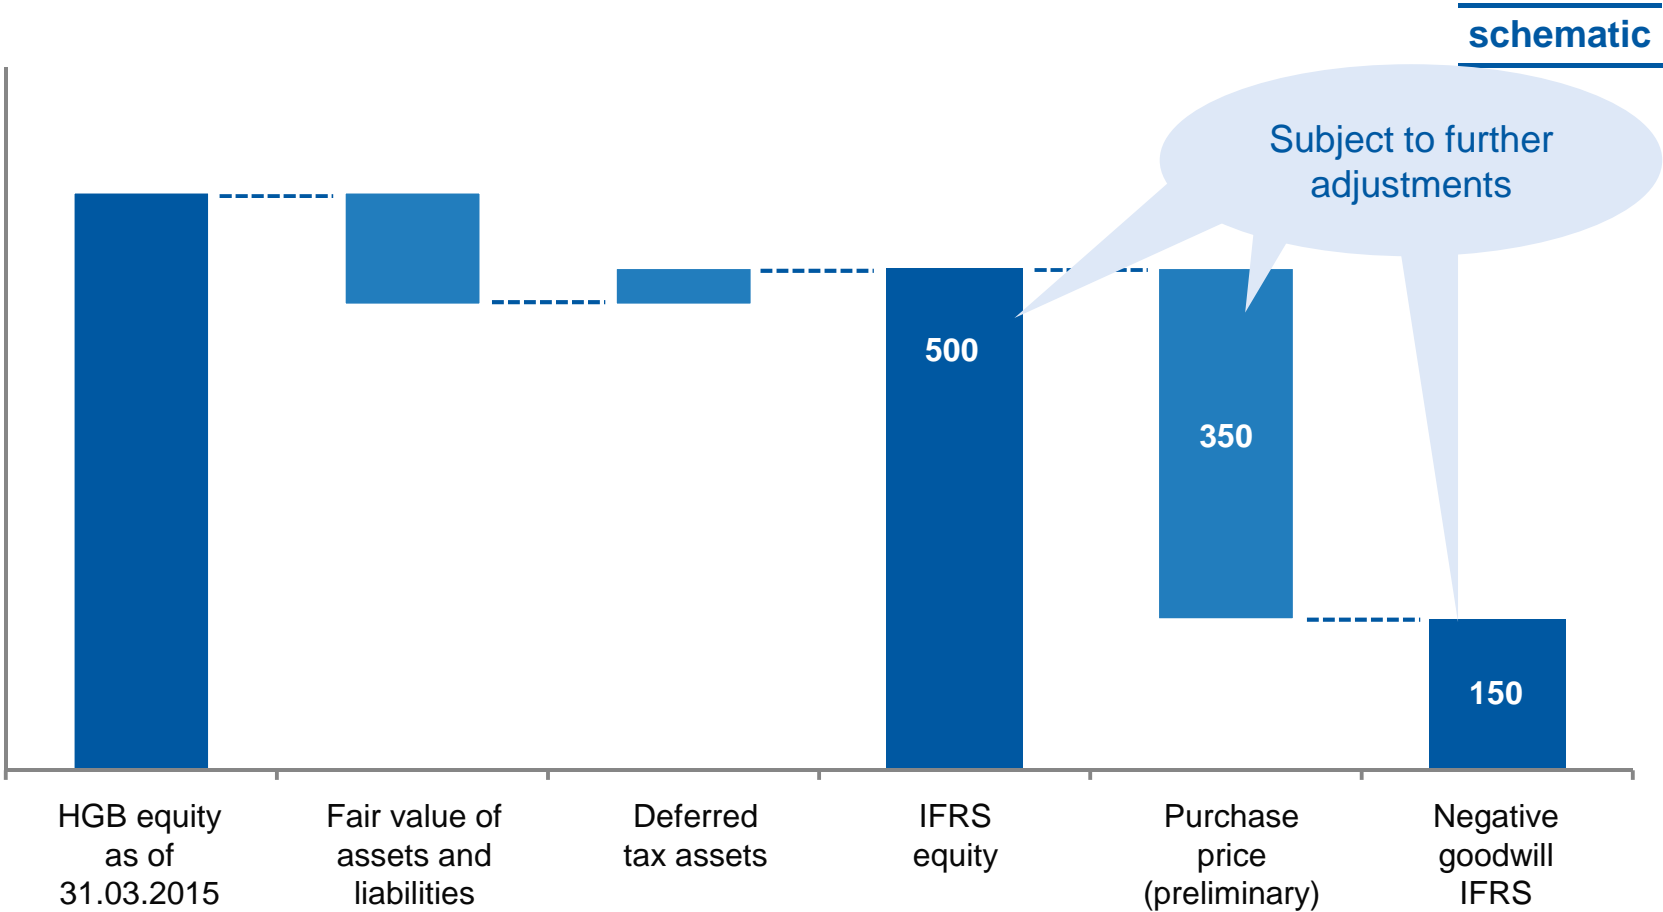 schematic
Subject to further
adjustments
500
350
150
HGB equity
as of
31.03.2015
Fair value of
assets and
liabilities
Deferred
tax assets
IFRS
equity
Purchase
price
(preliminary)
Negative
goodwill
IFRS